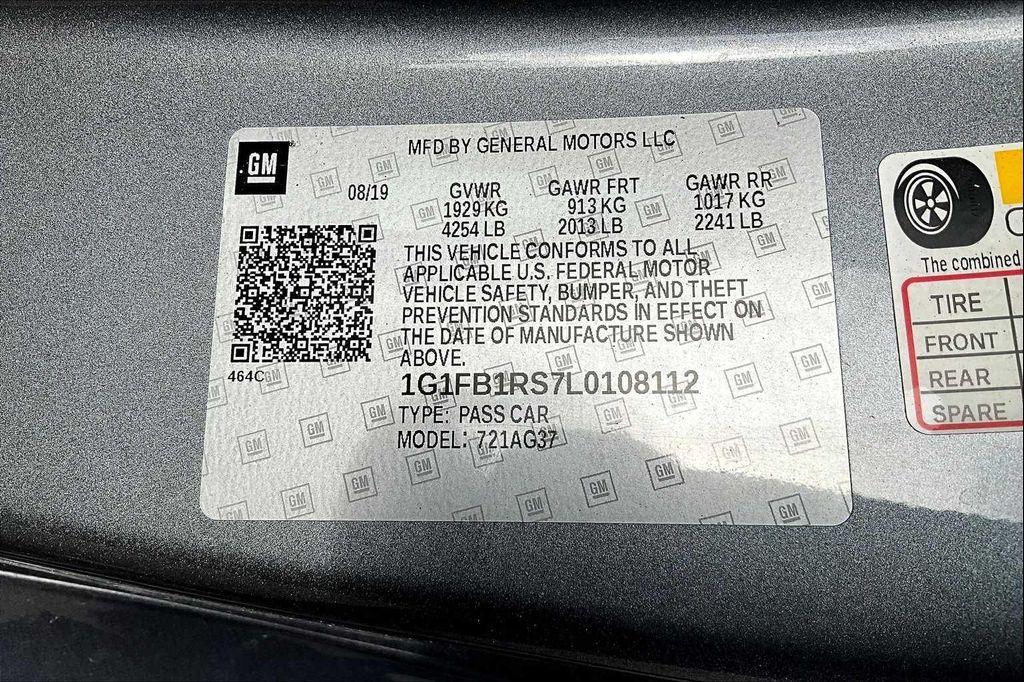 MFD BY GENERAL MOTORS LLC
GM
08/19
GVWR GAWR FRT GAWR RR
1929 KG 913 KG 1017 KG
4254 LB 2013 LB 2241 LB
THIS VEHICLE CONFORMS TO ALL
APPLICABLE U.S. FEDERAL MOTOR
VEHICLE SAFETY, BUMPER, AND THEFT
PREVENTION STANDARDS IN EFFECT ON
THE DATE OF MANUFACTURE SHOWN
ABOVE.
464C
1G1FB1RS7L0108112
TYPE: PASS CAR
MODEL: 721AG37
The combined
TIRE
FRONT
REAR
SPARE